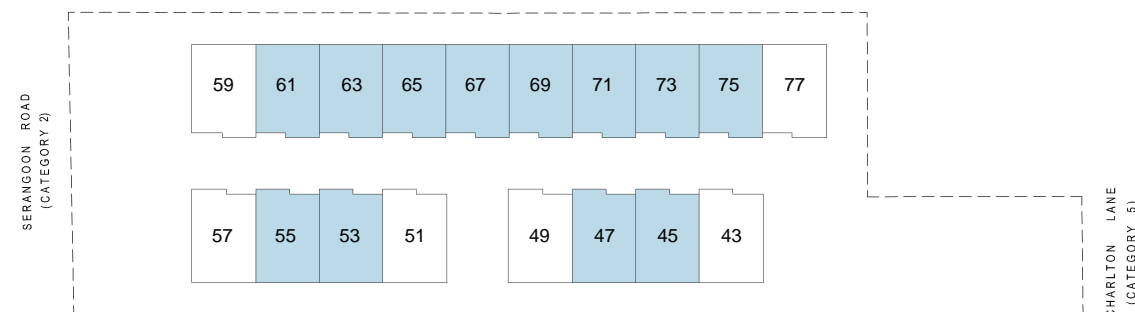 SERANGOON ROAD
(CATEGORY 2)
59 61 63 65 67 69 71 73 75 77
57 55 53 51 49 47 45 43
CHARLTON LANE
(CATEGORY 5)